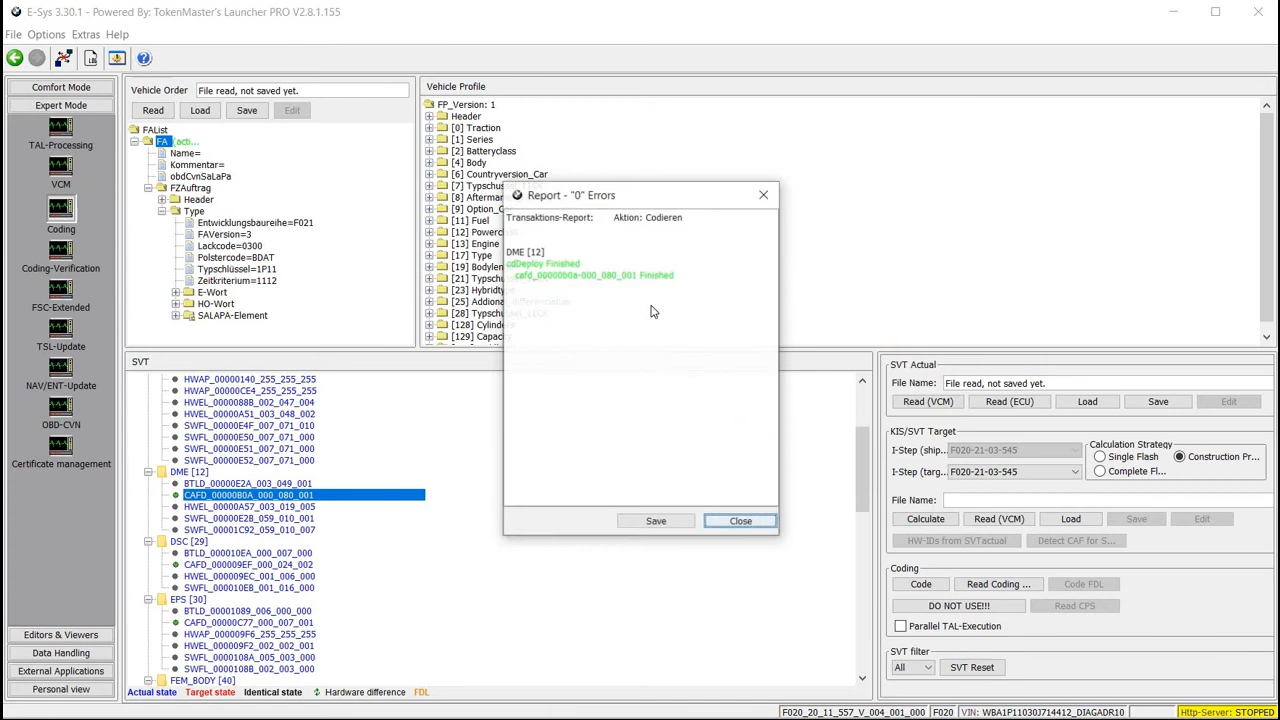 E-Sys 3.30.1 - Powered By: TokenMaster's Launcher PRO V2.8.1.155
File Options Extras Help
Comfort Mode
Expert Mode
TAL-Processing
VCM
Coding
Coding-Verification
FSC-Extended
TSL-Update
NAV/ENT-Update
OBD-CVN
Certificate management
Editors & Viewers
Data Handling
External Applications
Personal view
Vehicle Order
File read, not saved yet.
Read Load Save Edit
FAList
FA (acti...
Name=
Kommentar=
obdCvnSaLaPa
FZAuftrag
Header
Type
Entwicklungsbaureihe=F021
FAVersion=3
Lackcode=0300
Polstercode=BDAT
Typschlüssel=1P11
Zeitkriterium=1112
E-Wort
HO-Wort
SALAPA-Element
Vehicle Profile
FP_Version: 1
Header
[0] Traction
[1] Series
[2] Batteryclass
[4] Body
[6] Countryversion_Car
[7]
[8]
[9]
[11] Fuel
[12]
[13] Engine
[17] Type
[19]
[21]
[23]
[25]
[28]
[128]
[129]
Report - "0" Errors
Transaktions-Report: Aktion: Codieren
DME [12]
cdDeploy Finished
cafd_00000b0a-000_080_001 Finished
Save Close
SVT
HWAP_00000140_255_255_255
HWAP_00000CE4_255_255_255
HWEL_0000088B_002_047_004
HWEL_00000A51_003_048_002
SWFL_00000E4F_007_071_010
SWFL_00000E50_007_071_000
SWFL_00000E51_007_071_000
SWFL_00000E52_007_071_000
DME [12]
BTLD_00000E2A_003_049_001
CAFD_00000B0A_000_080_001
HWEL_00000A57_003_019_005
SWFL_00000E2B_059_010_001
SWFL_00001C92_059_010_007
DSC [29]
BTLD_000010EA_000_007_000
CAFD_000009EF_000_024_002
HWEL_000009EC_001_006_000
SWFL_000010EB_001_016_000
EPS [30]
BTLD_00001089_006_000_000
CAFD_00000C77_000_007_001
HWAP_000009F6_255_255_255
HWEL_000009F2_002_002_001
SWFL_0000108A_005_003_000
SWFL_0000108B_002_003_000
FEM_BODY [40]
Actual state Target state Identical state Hardware difference FDL
SVT Actual
File Name: File read, not saved yet.
Read (VCM) Read (ECU) Load Save Edit
KIS/SVT Target
I-Step (ship... F020-21-03-545
I-Step (targ... F020-21-03-545
Calculation Strategy
Single Flash Construction Pr...
Complete Fl...
File Name:
Calculate Read (VCM) Load Save Edit
HW-IDs from SVTactual Detect CAF for S...
Coding
Code Read Coding ... Code FDL
DO NOT USE!!! Read CPS
Parallel TAL-Execution
SVT filter
All SVT Reset
F020_20_11_557_V_004_001_000 F020 VIN: WBA1P11030J714412_DIAGADR10 Http-Server: STOPPED